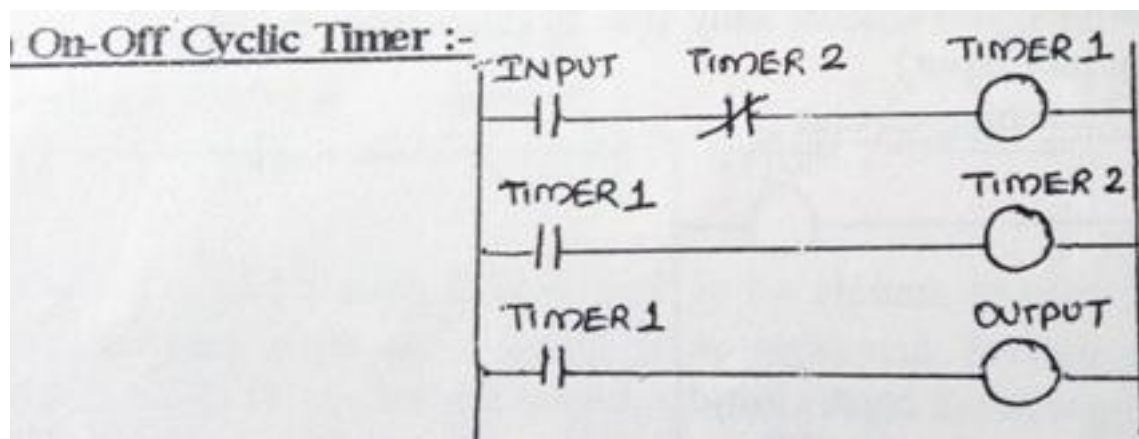 On-Off Cyclic Timer :-
INPUT TIMER 2 TIMER 1
TIMER 1 TIMER 2
TIMER 1 OUTPUT